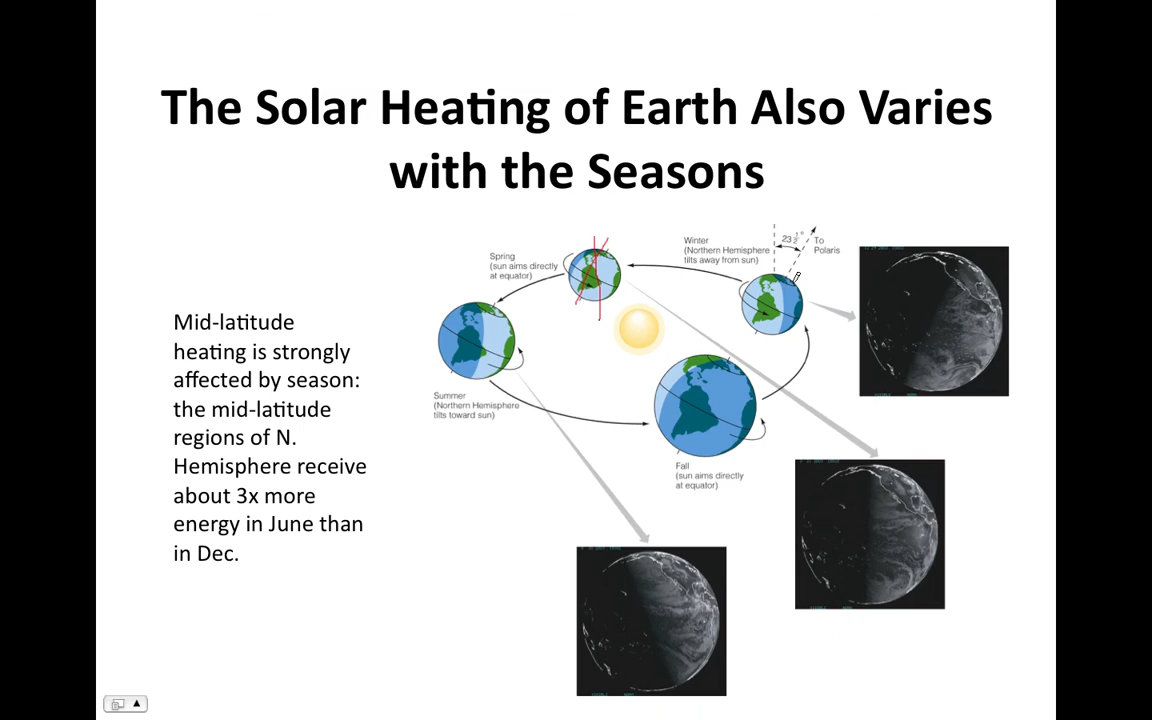 The Solar Heating of Earth Also Varies
with the Seasons
Mid-latitude
heating is strongly
affected by season:
the mid-latitude
regions of N.
Hemisphere receive
about 3x more
energy in June than
in Dec.
Spring
(sun aims directly
at equator)
Winter
(Northern Hemisphere
tilts away from sun)
23 ½°
To
Polaris
Summer
(Northern Hemisphere
tilts toward sun)
Fall
(sun aims directly
at equator)